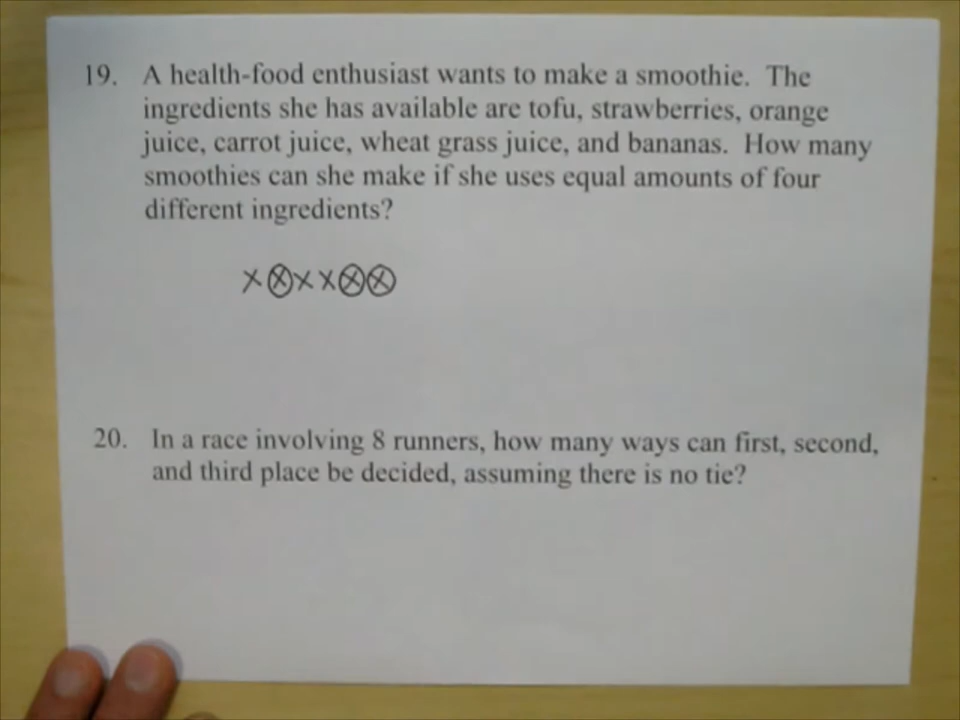 19. A health-food enthusiast wants to make a smoothie. The
ingredients she has available are tofu, strawberries, orange
juice, carrot juice, wheat grass juice, and bananas. How many
smoothies can she make if she uses equal amounts of four
different ingredients?
x ⊗ x x ⊗ ⊗
20. In a race involving 8 runners, how many ways can first, second,
and third place be decided, assuming there is no tie?